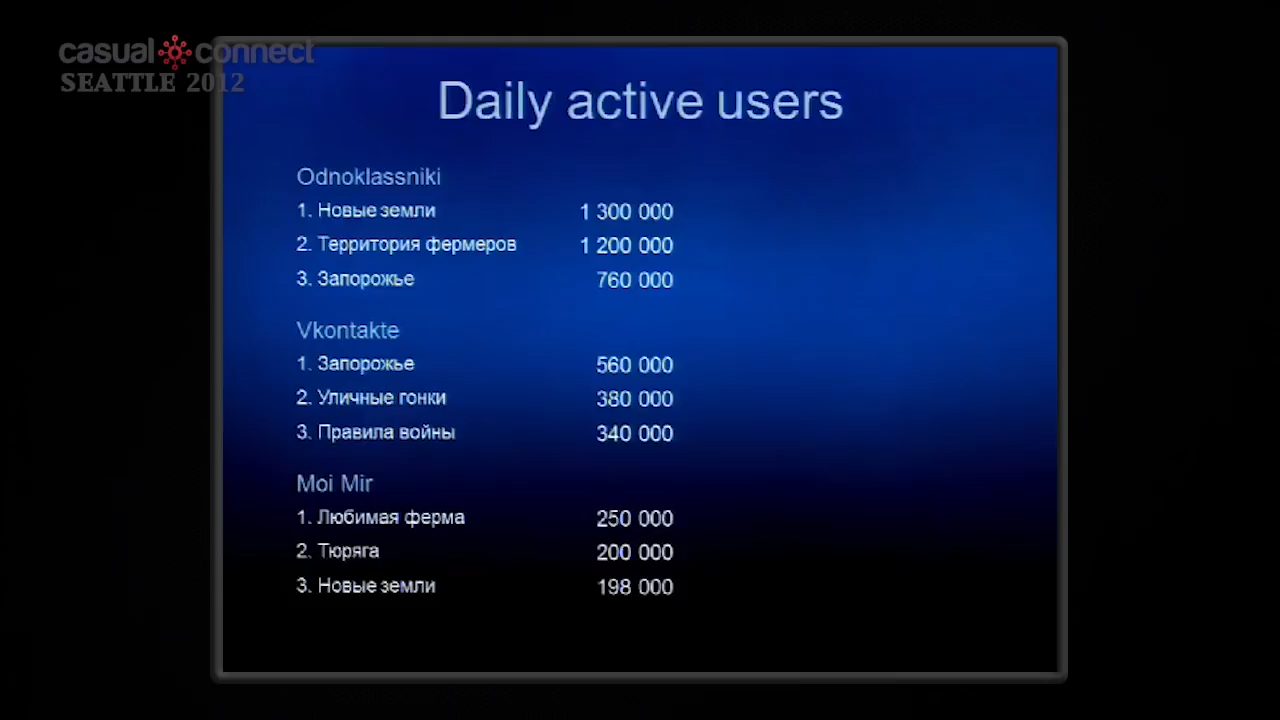 casual connect
SEATTLE 2012
Daily active users
Odnoklassniki
1. Новые земли 1 300 000
2. Территория фермеров 1 200 000
3. Запорожье 760 000
Vkontakte
1. Запорожье 560 000
2. Уличные гонки 380 000
3. Правила войны 340 000
Moi Mir
1. Любимая ферма 250 000
2. Тюряга 200 000
3. Новые земли 198 000